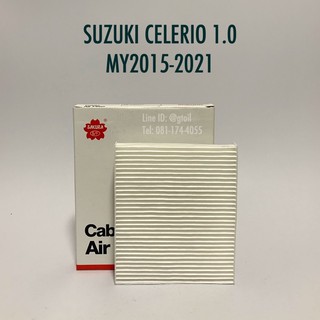 SUZUKI CELERIO 1.0
MY2015-2021
Line ID: @gtoil
Tel: 081-174-4055
SAKURA
Cab
Air